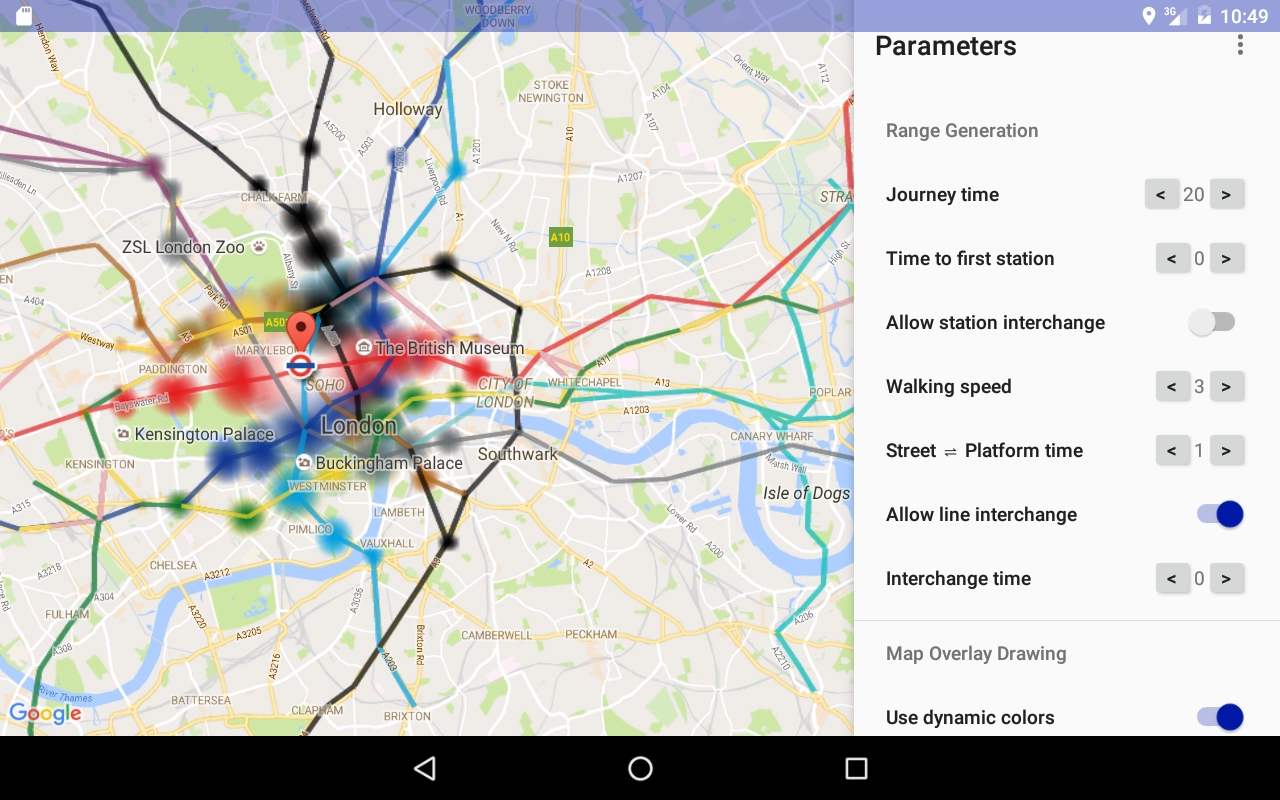 3G 10:49
WOODBERRY
DOWN
Hendon Way
Orient Way
A112
STOKE
NEWINGTON
A104
Holloway
A107
A10
A5200
A503
A5203
A1201
Liverpool Rd
A1207
Illesden Ln
CHALK FARM
STRA
A1
New N Rd
A10
High St
ZSL London Zoo
Albany St
A1208
A404
Park Rd
A501
A501
Westway
A5
MARYLEBO
The British Museum
PADDINGTON
SOHO
A11
CITY OF
LONDON
WHITECHAPEL
A13
POPLAR
Bayswater Rd
A1203
London
Kensington Palace
CANARY WHARF
Buckingham Palace
Southwark
Marsh Wall
KENSINGTON
WESTMINSTER
Isle of Dogs
A315
LAMBETH
Lower Rd
PIMLICO
VAUXHALL
A200
A3
A2
CHELSEA
A3212
A3218
A304
A3036
FULHAM
A3220
A206
A3205
Brixton Rd
CAMBERWELL
PECKHAM
A308
A3216
A203
A2210
River Thames
BATTERSEA
CLAPHAM
BRIXTON
Google
Parameters
Range Generation
Journey time < 20 >
Time to first station < 0 >
Allow station interchange
Walking speed < 3 >
Street ⇌ Platform time < 1 >
Allow line interchange
Interchange time < 0 >
Map Overlay Drawing
Use dynamic colors